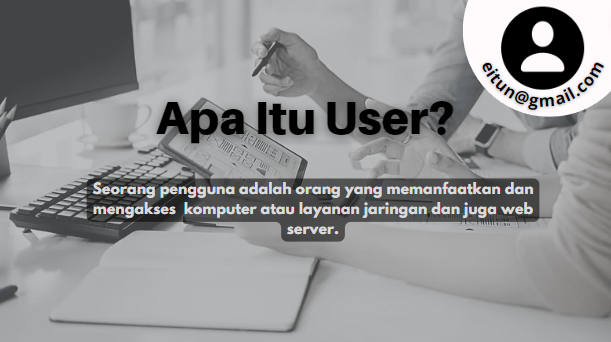 eitun@gmail.com
Apa Itu User?
Seorang pengguna adalah orang yang memanfaatkan dan
mengakses komputer atau layanan jaringan dan juga web
server.